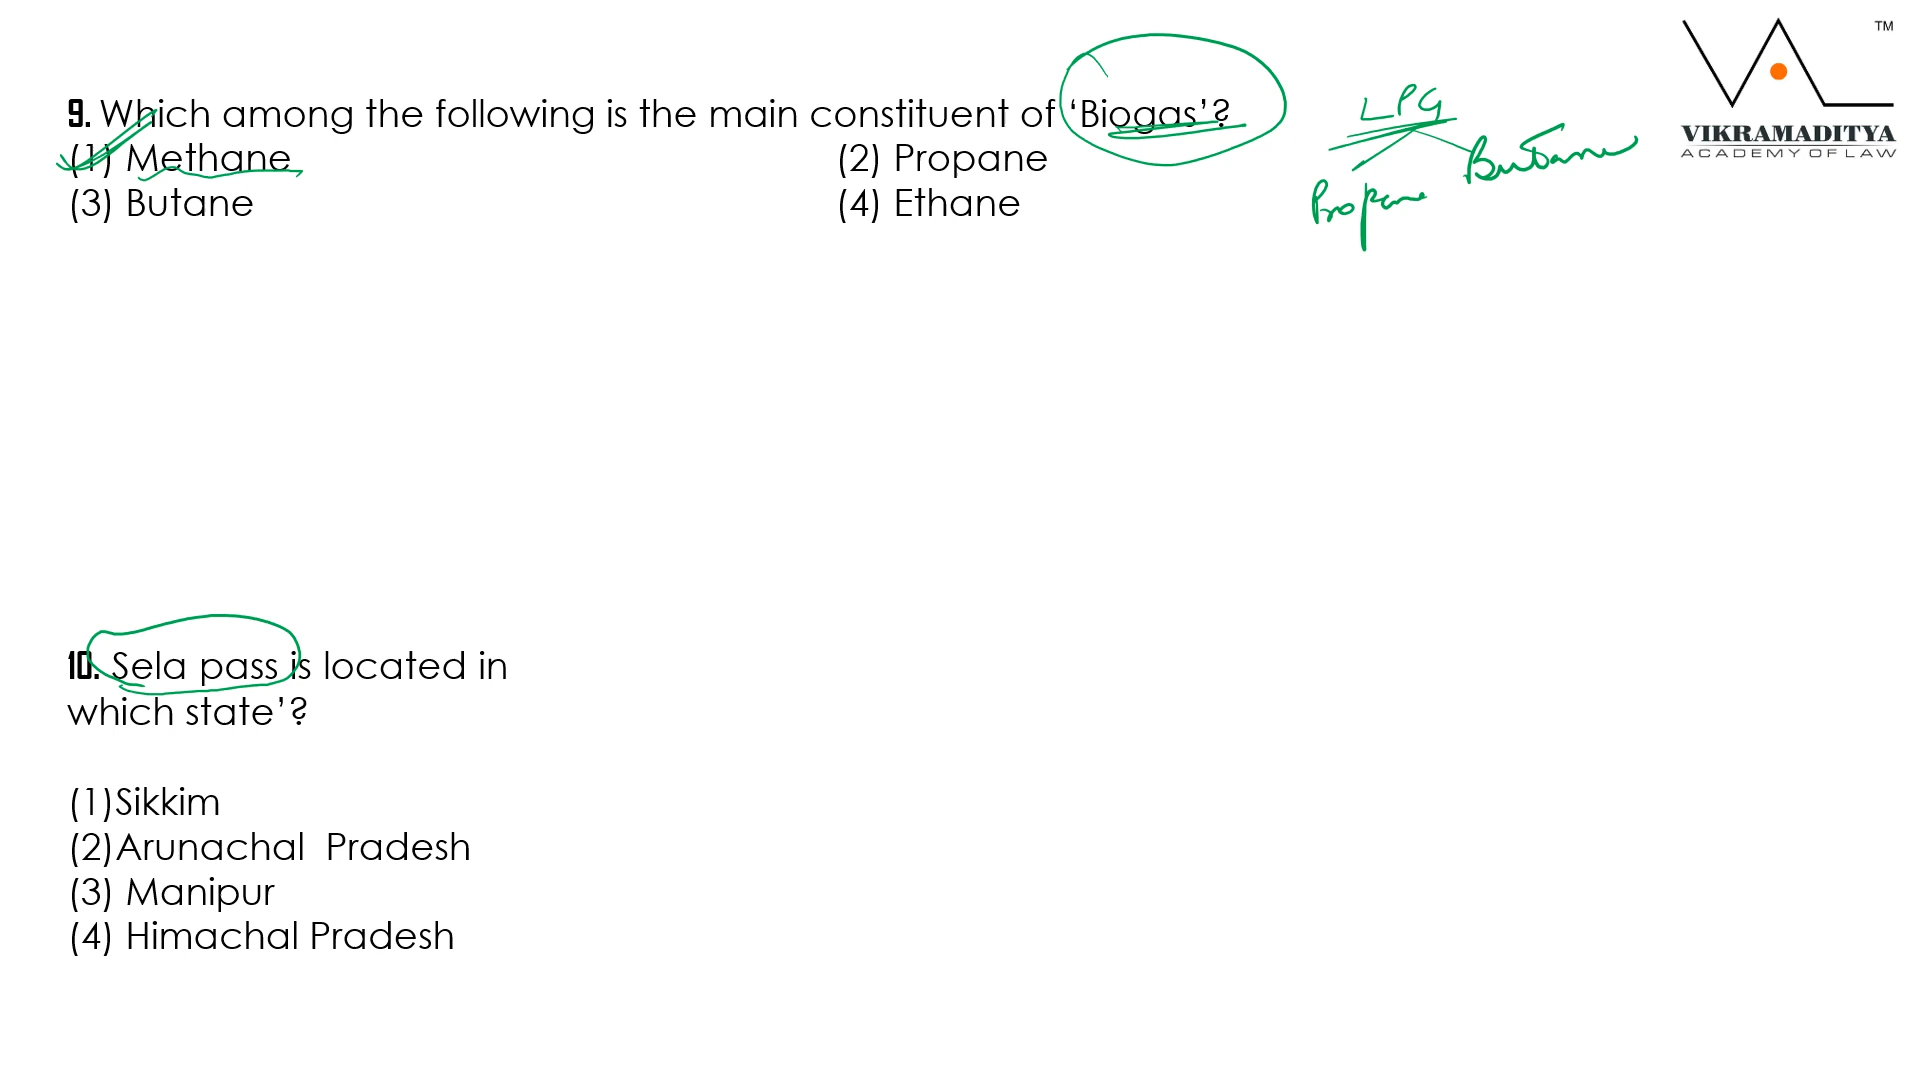 TM
VIKRAMADITYA
ACADEMY OF LAW
9. Which among the following is the main constituent of ‘Biogas’?
(1) Methane (2) Propane
(3) Butane (4) Ethane
LPG
Propane Butane
10. Sela pass is located in
which state’?
(1)Sikkim
(2)Arunachal Pradesh
(3) Manipur
(4) Himachal Pradesh